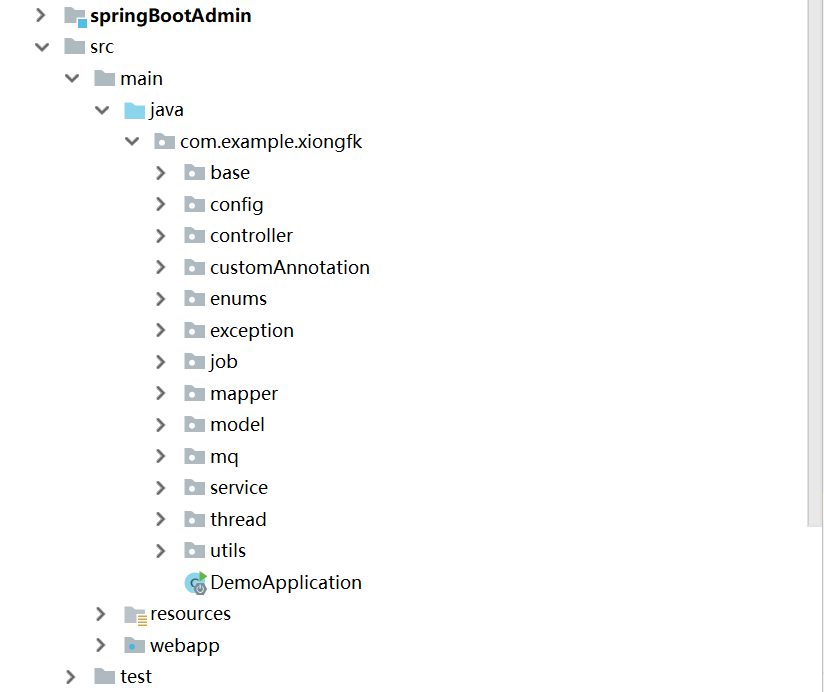 springBootAdmin
src
main
java
com.example.xiongfk
base
config
controller
customAnnotation
enums
exception
job
mapper
model
mq
service
thread
utils
DemoApplication
resources
webapp
test